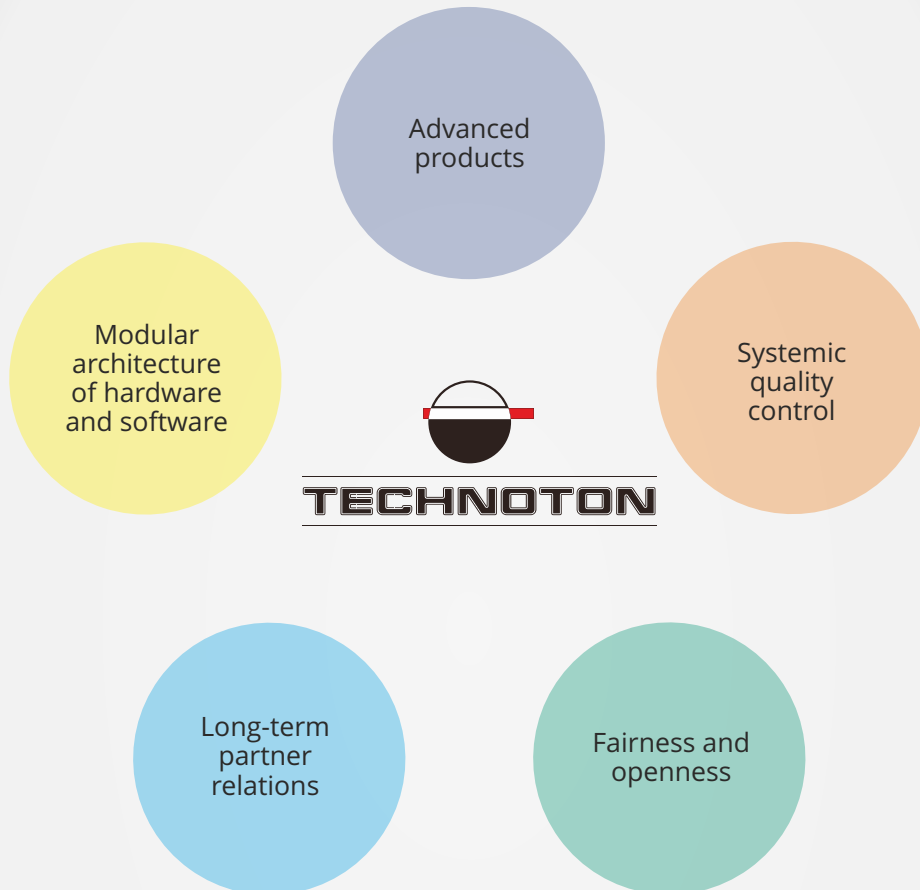 Advanced
products
Modular
architecture
of hardware
and software
Systemic
quality
control
TECHNOTON
Long-term
partner
relations
Fairness and
openness